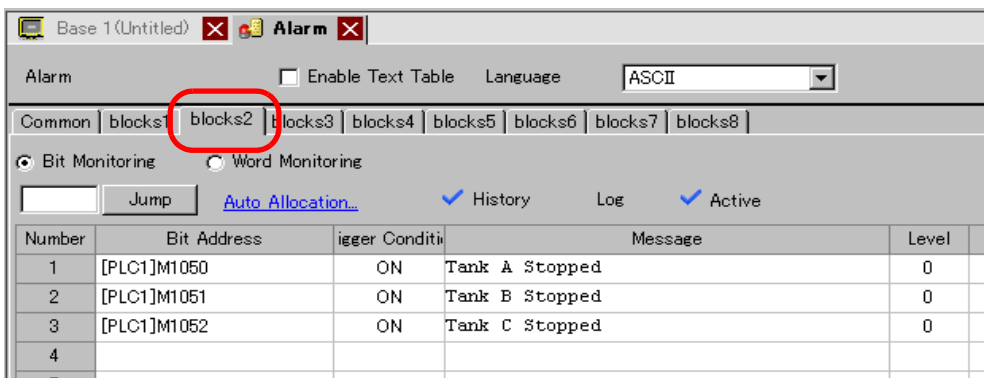 Base 1(Untitled) Alarm
Alarm Enable Text Table Language ASCII
Common blocks1 blocks2 blocks3 blocks4 blocks5 blocks6 blocks7 blocks8
Bit Monitoring Word Monitoring
Jump Auto Allocation... History Log Active
Number Bit Address igger Conditi Message Level
1 [PLC1]M1050 ON Tank A Stopped 0
2 [PLC1]M1051 ON Tank B Stopped 0
3 [PLC1]M1052 ON Tank C Stopped 0
4